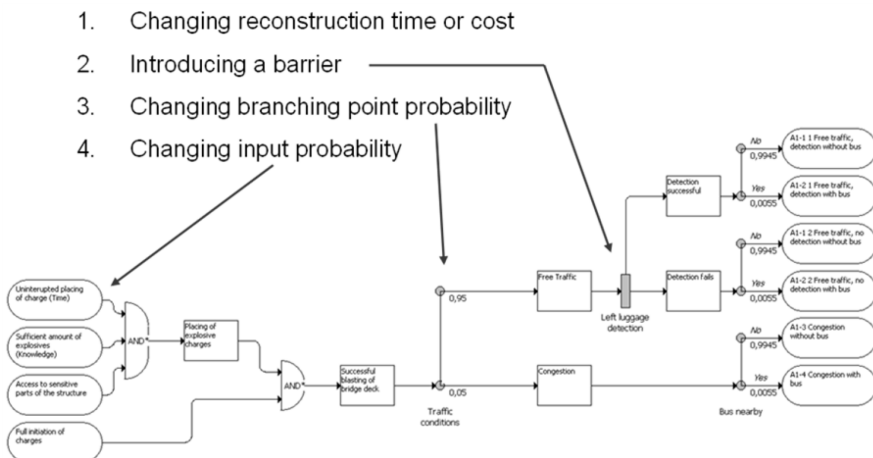 1. Changing reconstruction time or cost
2. Introducing a barrier
3. Changing branching point probability
4. Changing input probability
No
0,9945
A1-1 1 Free traffic,
detection without bus
Detection
successful
Yes
0,0055
A1-2 1 Free traffic,
detection with bus
No
0,9945
A1-1 2 Free traffic, no
detection without bus
Uninterupted placing
of charge (Time)
0,95
Free Traffic
Left luggage
detection
Detection fails
Yes
0,0055
A1-2 2 Free traffic, no
detection with bus
Sufficient amount of
explosives
(Knowledge)
AND*
Placing of
explosive
charges
No
0,9945
A1-3 Congestion
without bus
Access to sensitive
parts of the structure
AND*
Successful
blasting of
bridge deck
0,05
Congestion
Yes
0,0055
A1-4 Congestion with
bus
Traffic
conditions
Bus nearby
Full initiation of
charges